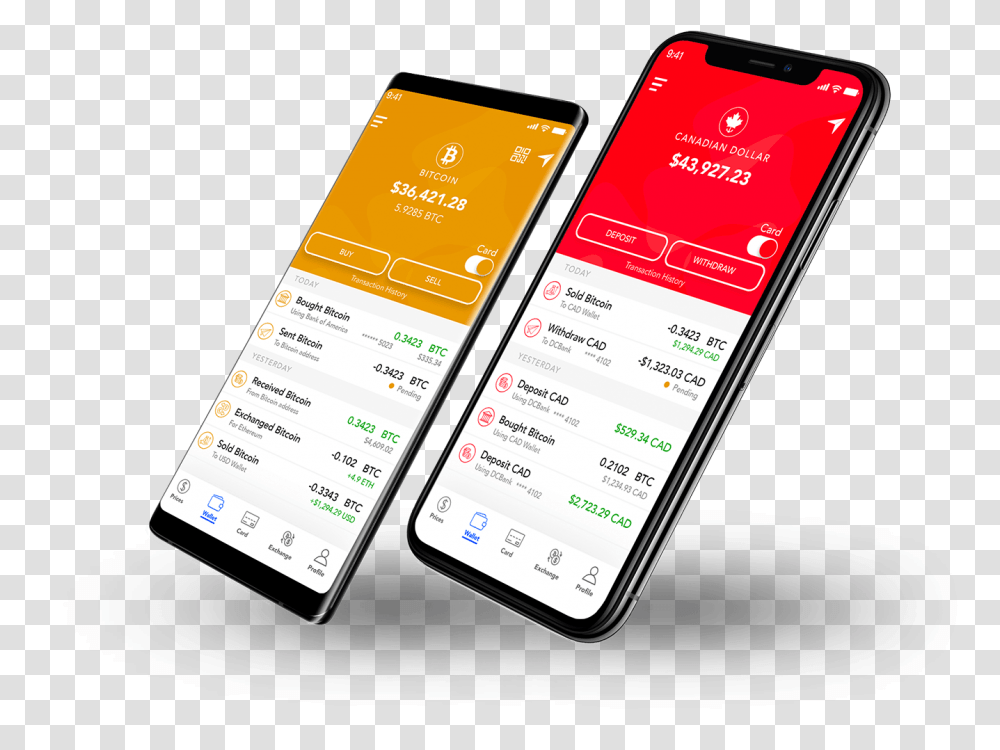 9:41
BITCOIN
$36,421.28
5.9285 BTC
Card
BUY
SELL
Transaction History
TODAY
Bought Bitcoin
Using Bank of America
**** 5023
0.3423 BTC
$335.34
Sent Bitcoin
To Bitcoin address
-0.3423 BTC
Pending
YESTERDAY
Received Bitcoin
From Bitcoin address
0.3423 BTC
$4,609.02
Exchanged Bitcoin
For Ethereum
-0.102 BTC
+4.9 ETH
Sold Bitcoin
To USD Wallet
-0.3343 BTC
+$1,294.29 USD
Prices
Wallet
Card
Exchange
Profile
9:41
CANADIAN DOLLAR
$43,927.23
Card
DEPOSIT
WITHDRAW
Transaction History
TODAY
Sold Bitcoin
To CAD Wallet
-0.3423 BTC
$1,294.29 CAD
Withdraw CAD
To DCBank **** 4102
-$1,323.03 CAD
Pending
YESTERDAY
Deposit CAD
Using DCBank **** 4102
$529.34 CAD
Bought Bitcoin
Using CAD Wallet
0.2102 BTC
$1,234.93 CAD
Deposit CAD
Using DCBank **** 4102
$2,723.29 CAD
Prices
Wallet
Card
Exchange
Profile